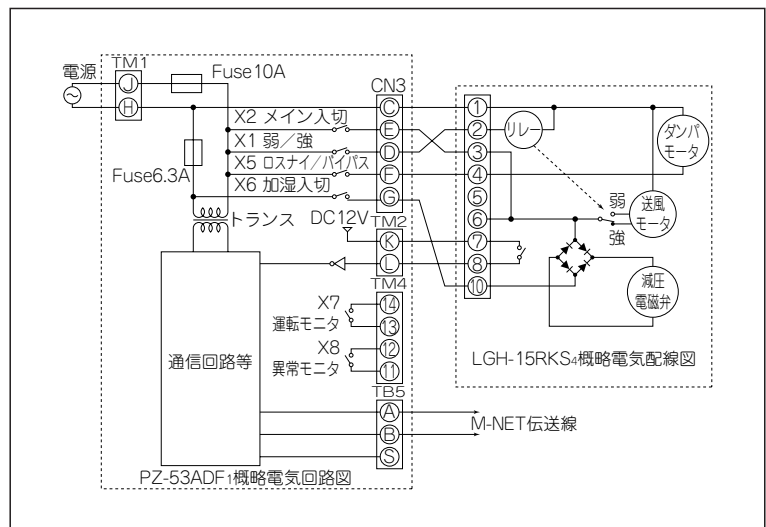 電源
TM1
J
H
Fuse10A
CN3
X2 メイン入切
X1 弱／強
X5 ロスナイ/バイパス
X6 加湿入切
Fuse6.3A
トランス
DC12V
C
E
D
F
G
TM2
K
L
TM4
14
13
12
11
X7
運転モニタ
X8
異常モニタ
通信回路等
TB5
A
B
S
M-NET伝送線
PZ-53ADF1概略電気回路図
1
2
3
4
5
6
7
8
10
リレー
ダンパ
モータ
弱
強
送風
モータ
減圧
電磁弁
LGH-15RKS4概略電気配線図